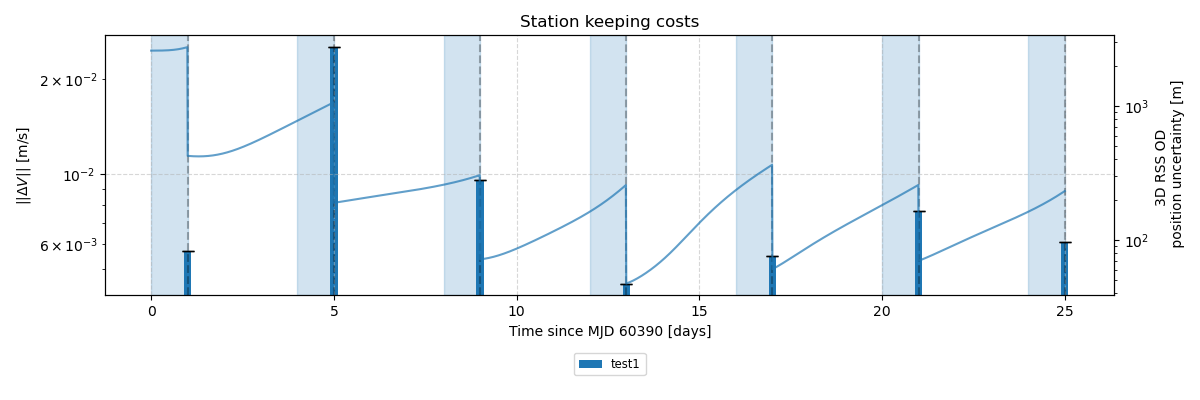 Station keeping costs
||ΔV|| [m/s]
2 × 10⁻²
10⁻²
6 × 10⁻³
10³
10²
3D RSS OD
position uncertainty [m]
0 5 10 15 20 25
Time since MJD 60390 [days]
test1